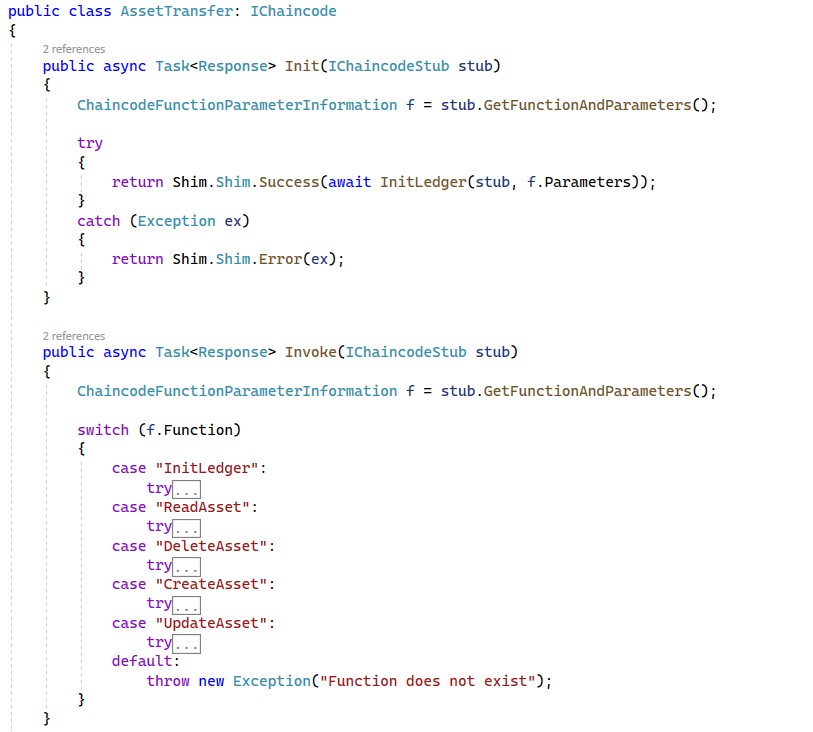 public class AssetTransfer: IChaincode
{
2 references
public async Task<Response> Init(IChaincodeStub stub)
{
ChaincodeFunctionParameterInformation f = stub.GetFunctionAndParameters();
try
{
return Shim.Shim.Success(await InitLedger(stub, f.Parameters));
}
catch (Exception ex)
{
return Shim.Shim.Error(ex);
}
}
2 references
public async Task<Response> Invoke(IChaincodeStub stub)
{
ChaincodeFunctionParameterInformation f = stub.GetFunctionAndParameters();
switch (f.Function)
{
case "InitLedger":
try...
case "ReadAsset":
try...
case "DeleteAsset":
try...
case "CreateAsset":
try...
case "UpdateAsset":
try...
default:
throw new Exception("Function does not exist");
}
}